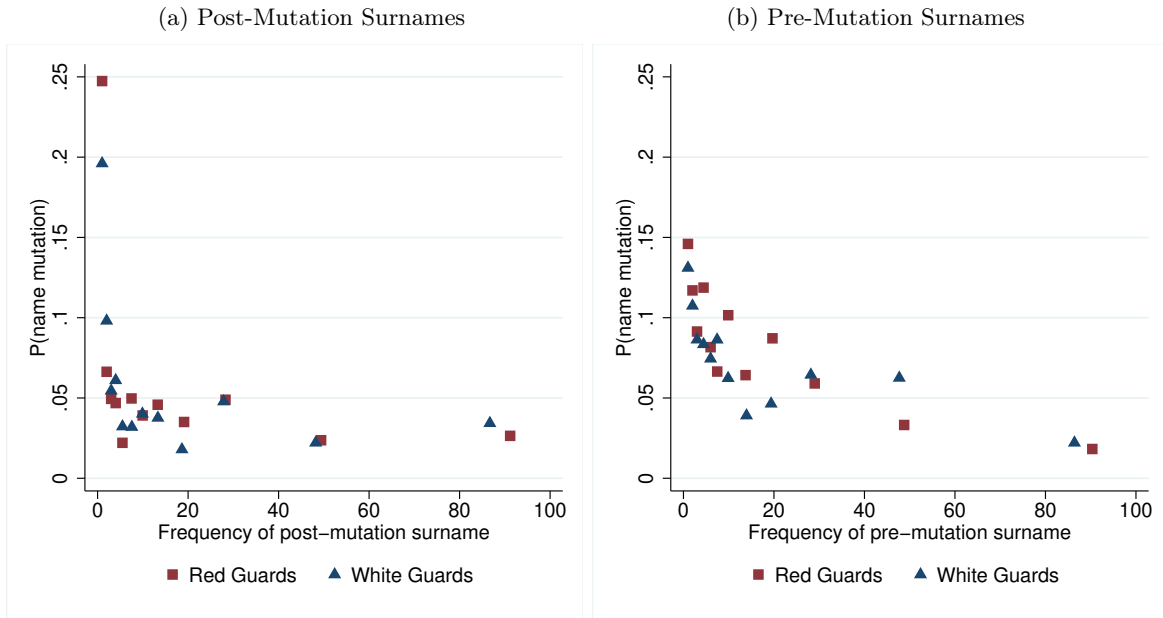 (a) Post-Mutation Surnames
P(name mutation)
.25
.2
.15
.1
.05
0
0 20 40 60 80 100
Frequency of post−mutation surname
Red Guards White Guards
(b) Pre-Mutation Surnames
P(name mutation)
.25
.2
.15
.1
.05
0
0 20 40 60 80 100
Frequency of pre−mutation surname
Red Guards White Guards